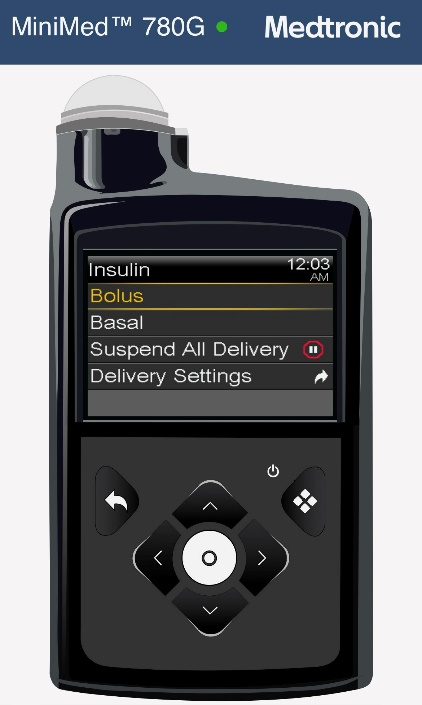 MiniMed™ 780G Medtronic
Insulin 12:03
AM
Bolus
Basal
Suspend All Delivery
Delivery Settings